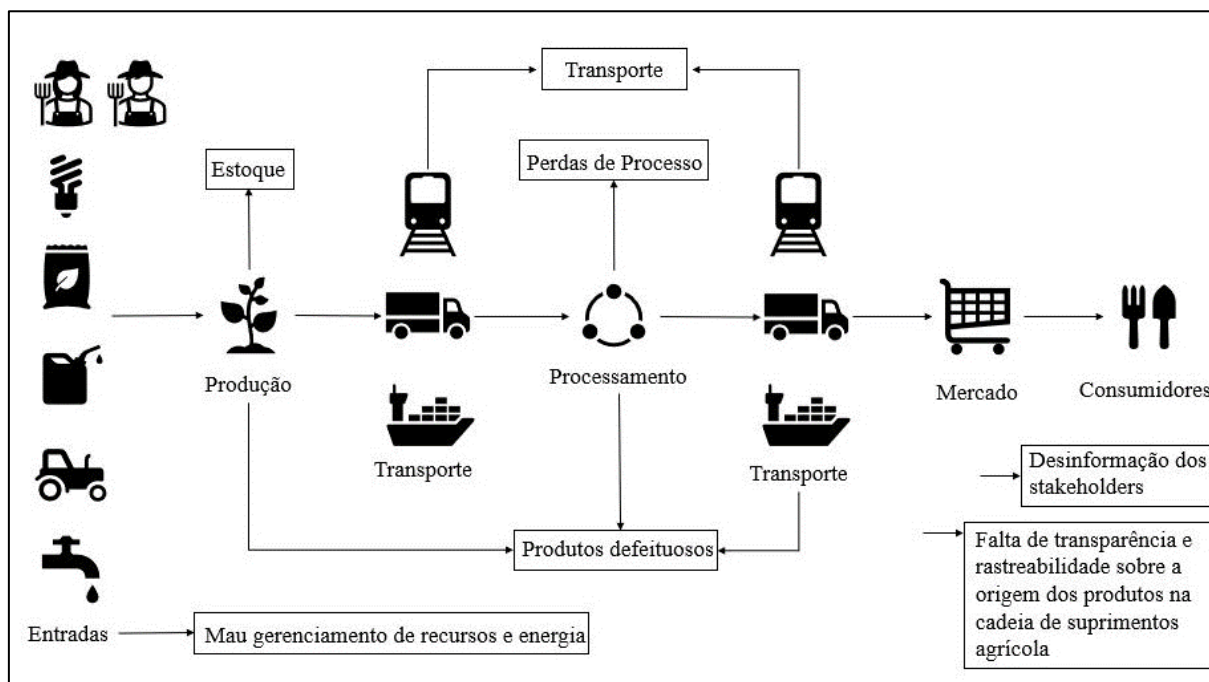 Transporte
Perdas de Processo
Estoque
Produção
Processamento
Mercado
Consumidores
Transporte
Transporte
Desinformação dos
stakeholders
Produtos defeituosos
Falta de transparência e
rastreabilidade sobre a
origem dos produtos na
cadeia de suprimentos
agrícola
Entradas
Mau gerenciamento de recursos e energia